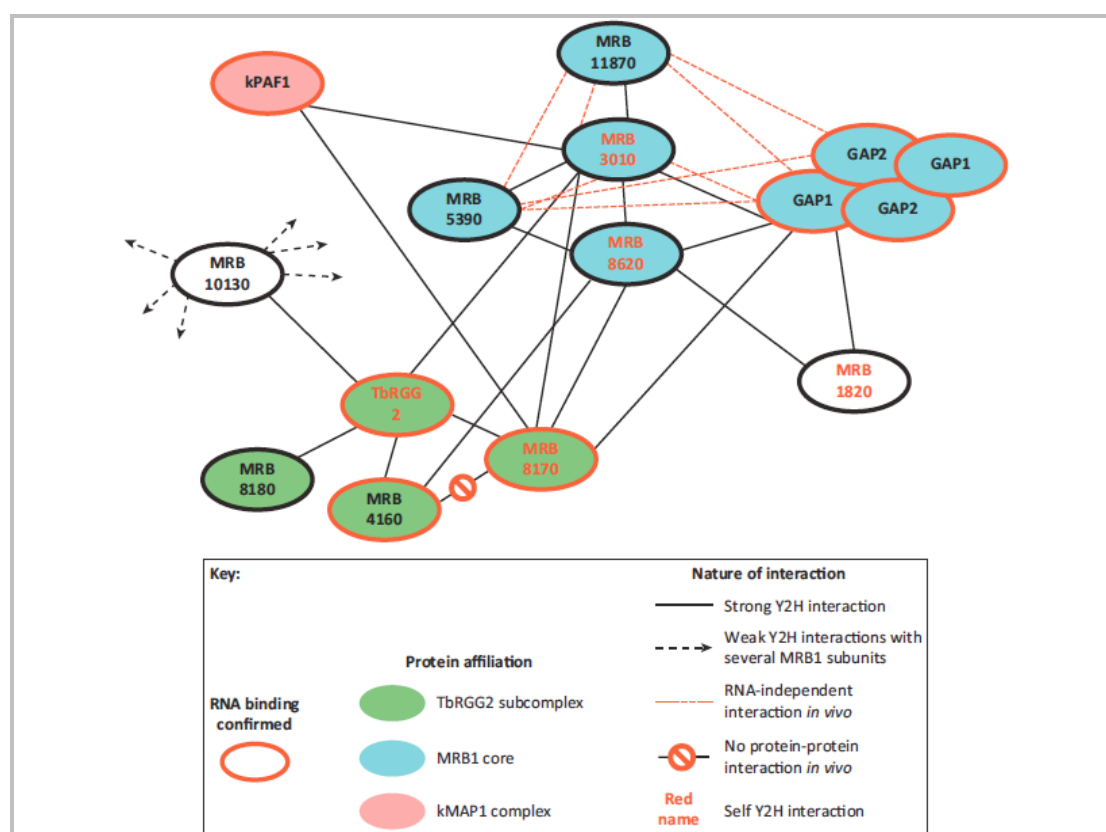 MRB
11870
kPAF1
MRB
3010
GAP2
GAP1
GAP1
GAP2
MRB
5390
MRB
8620
MRB
10130
MRB
1820
TbRGG
2
MRB
8170
MRB
8180
MRB
4160
Key:
Nature of interaction
Strong Y2H interaction
Weak Y2H interactions with
several MRB1 subunits
Protein affiliation
RNA binding
confirmed
TbRGG2 subcomplex
RNA-independent
interaction in vivo
MRB1 core
No protein-protein
interaction in vivo
kMAP1 complex
Red
name
Self Y2H interaction